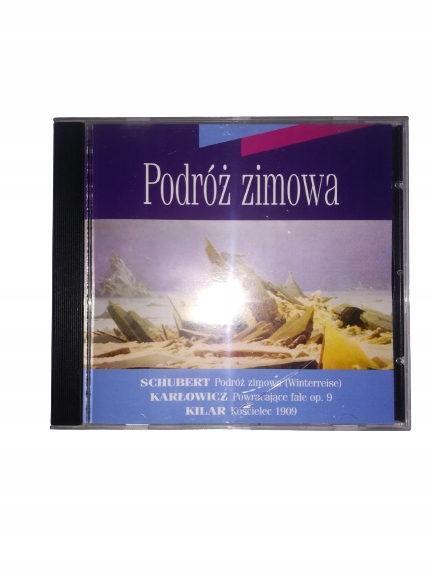 Podróż zimowa
SCHUBERT Podróż zimowa (Winterreise)
KARŁOWICZ Powracające fale op. 9
KILAR Kościelec 1909